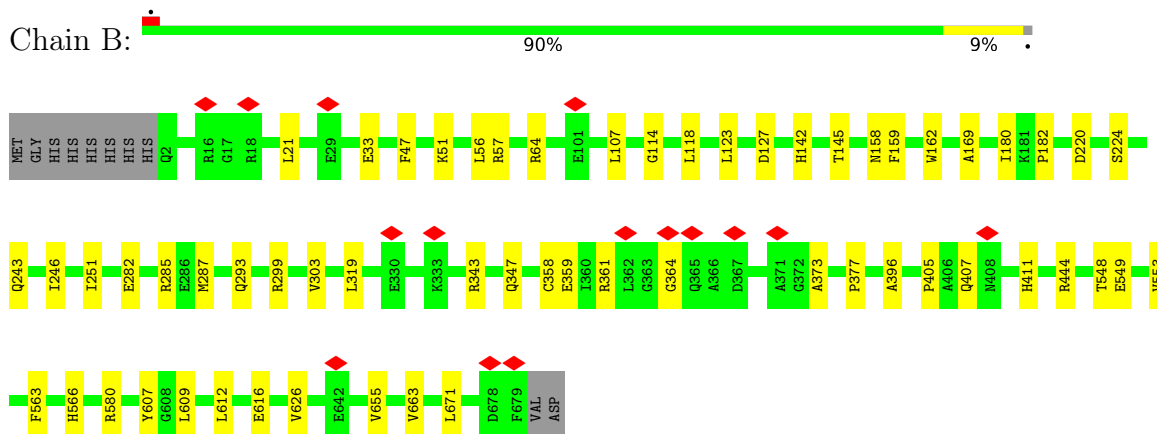 Chain B:
90%
9%
MET GLY HIS HIS HIS HIS HIS HIS Q2 R16 G17 R18 L21 E29 E33 F47 K51 L56 R57 R64 E101 L107 G114 L118 L123 D127 H142 T145 N158 F159 W162 A169 I180 K181 P182 D220 S224
Q243 I246 I251 E282 R285 E286 M287 Q293 R299 V303 L319 E330 K333 R343 Q347 C358 E359 I360 R361 L362 G363 G364 Q365 A366 D367 A371 G372 A373 P377 A396 P405 A406 Q407 N408 H411 R444 T548 E549 V553
F563 H566 R580 Y607 G608 L609 L612 E616 V626 E642 V655 V663 L671 D678 F679 VAL ASP